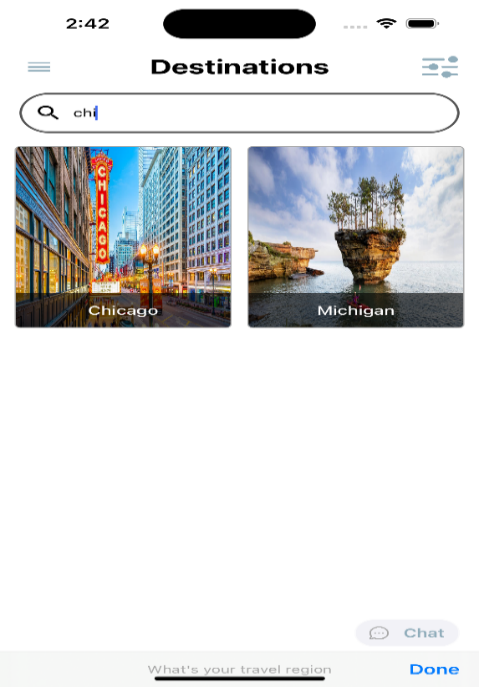 2:42
Destinations
chi
CHICAGO
Chicago
Michigan
Chat
What's your travel region
Done